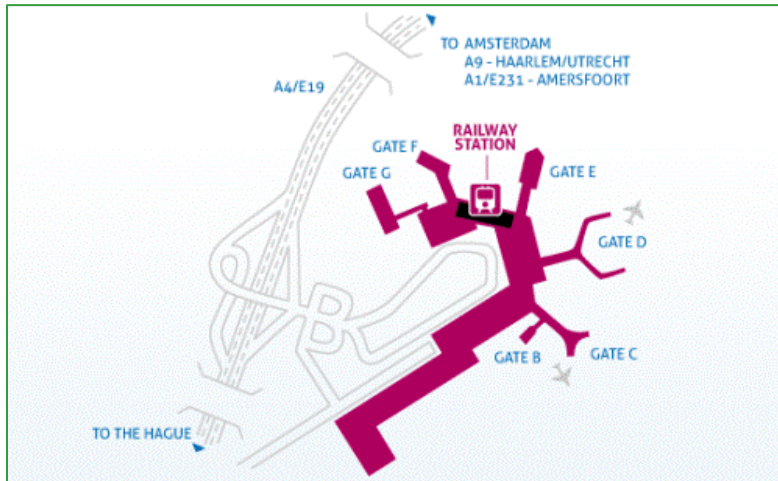 TO AMSTERDAM
A9 - HAARLEM/UTRECHT
A1/E231 - AMERSFOORT
A4/E19
RAILWAY
STATION
GATE F
GATE G
GATE E
GATE D
GATE B
GATE C
TO THE HAGUE